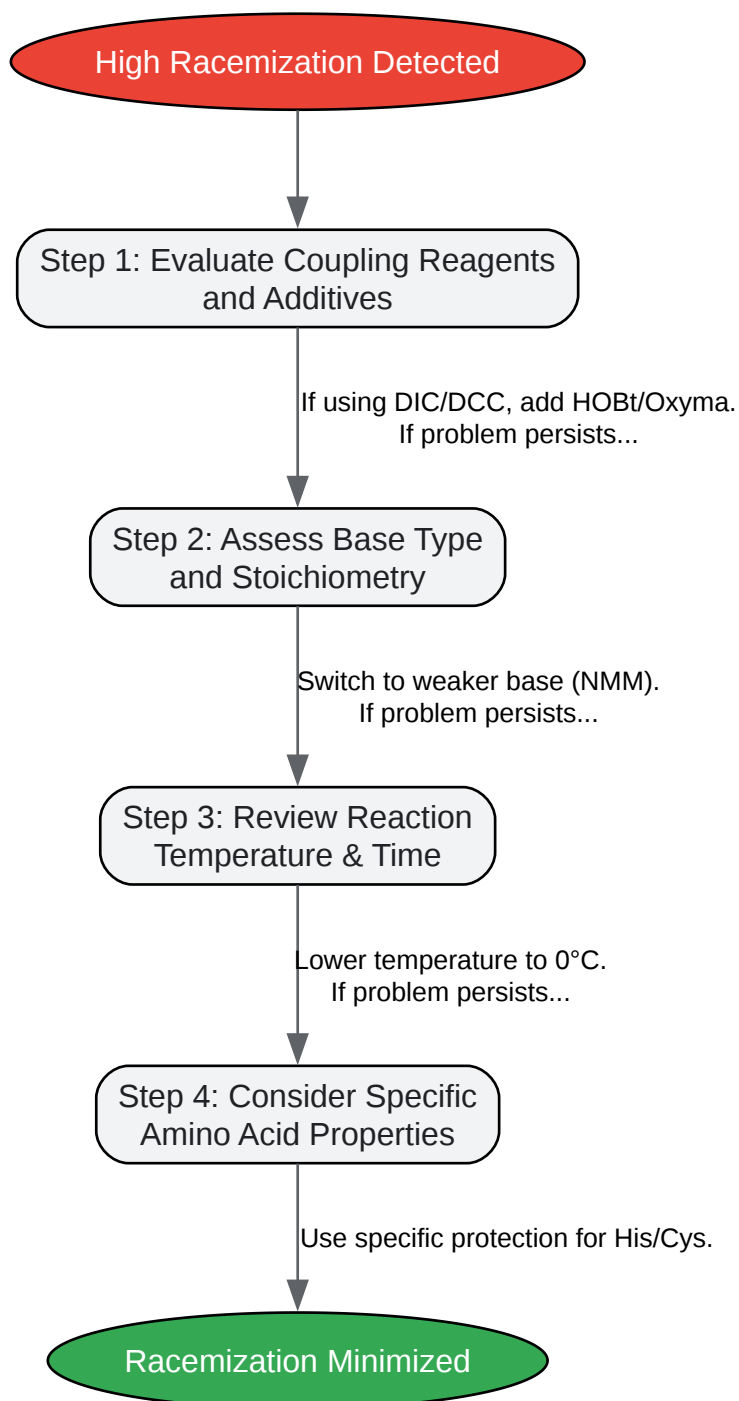 High Racemization Detected
Step 1: Evaluate Coupling Reagents
and Additives
If using DIC/DCC, add HOBt/Oxyma.
If problem persists...
Step 2: Assess Base Type
and Stoichiometry
Switch to weaker base (NMM).
If problem persists...
Step 3: Review Reaction
Temperature & Time
Lower temperature to 0°C.
If problem persists...
Step 4: Consider Specific
Amino Acid Properties
Use specific protection for His/Cys.
Racemization Minimized